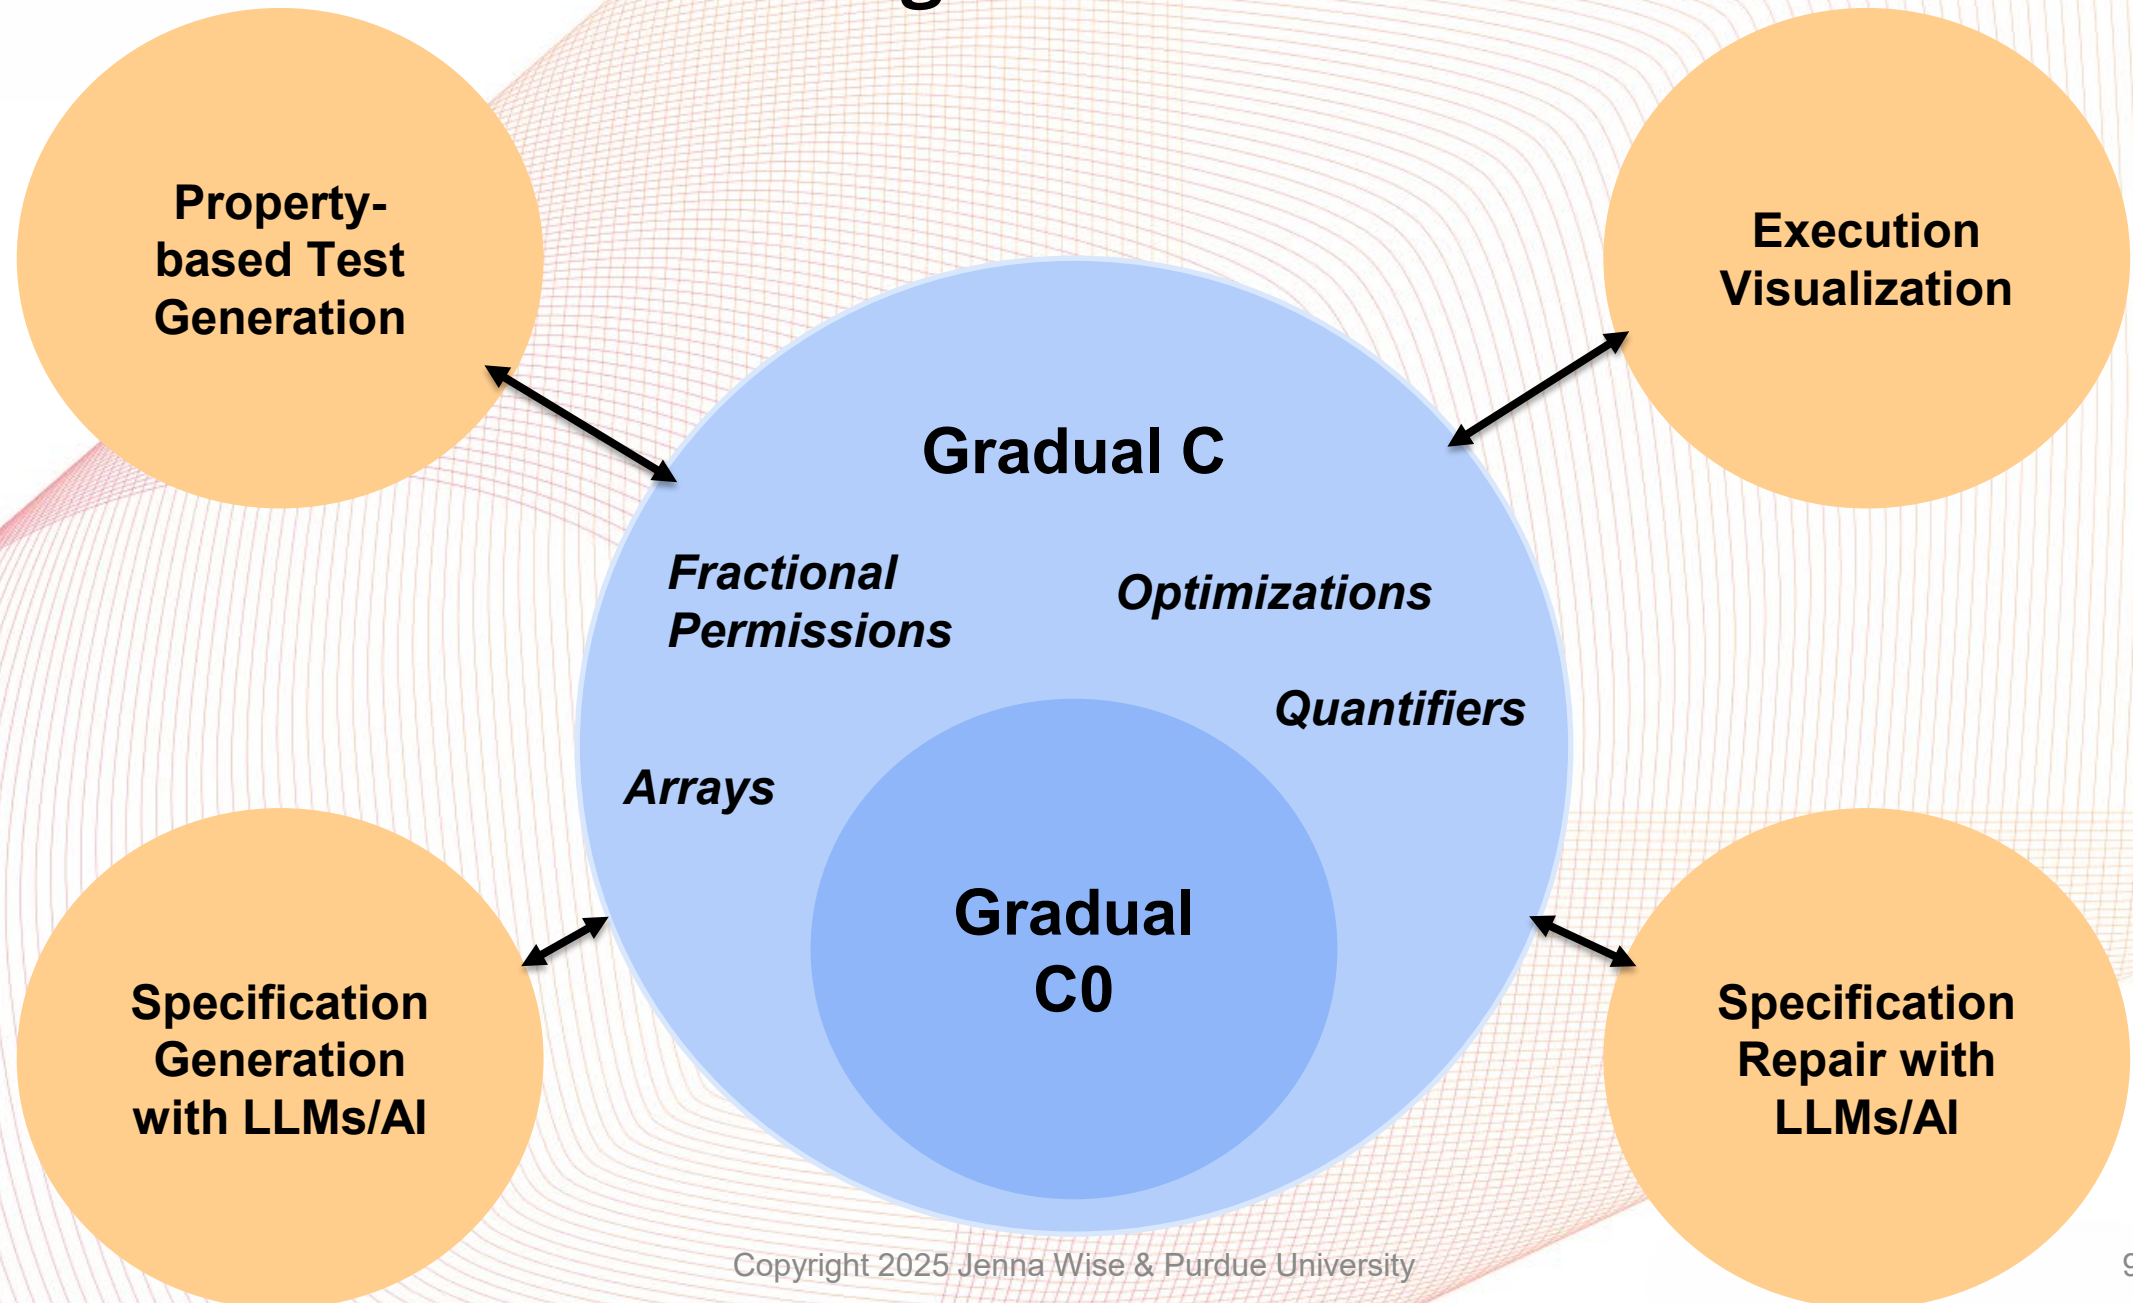 Property-
based Test
Generation
Execution
Visualization
Gradual C
Fractional
Permissions
Optimizations
Quantifiers
Arrays
Gradual
C0
Specification
Generation
with LLMs/AI
Specification
Repair with
LLMs/AI
Copyright 2025 Jenna Wise & Purdue University